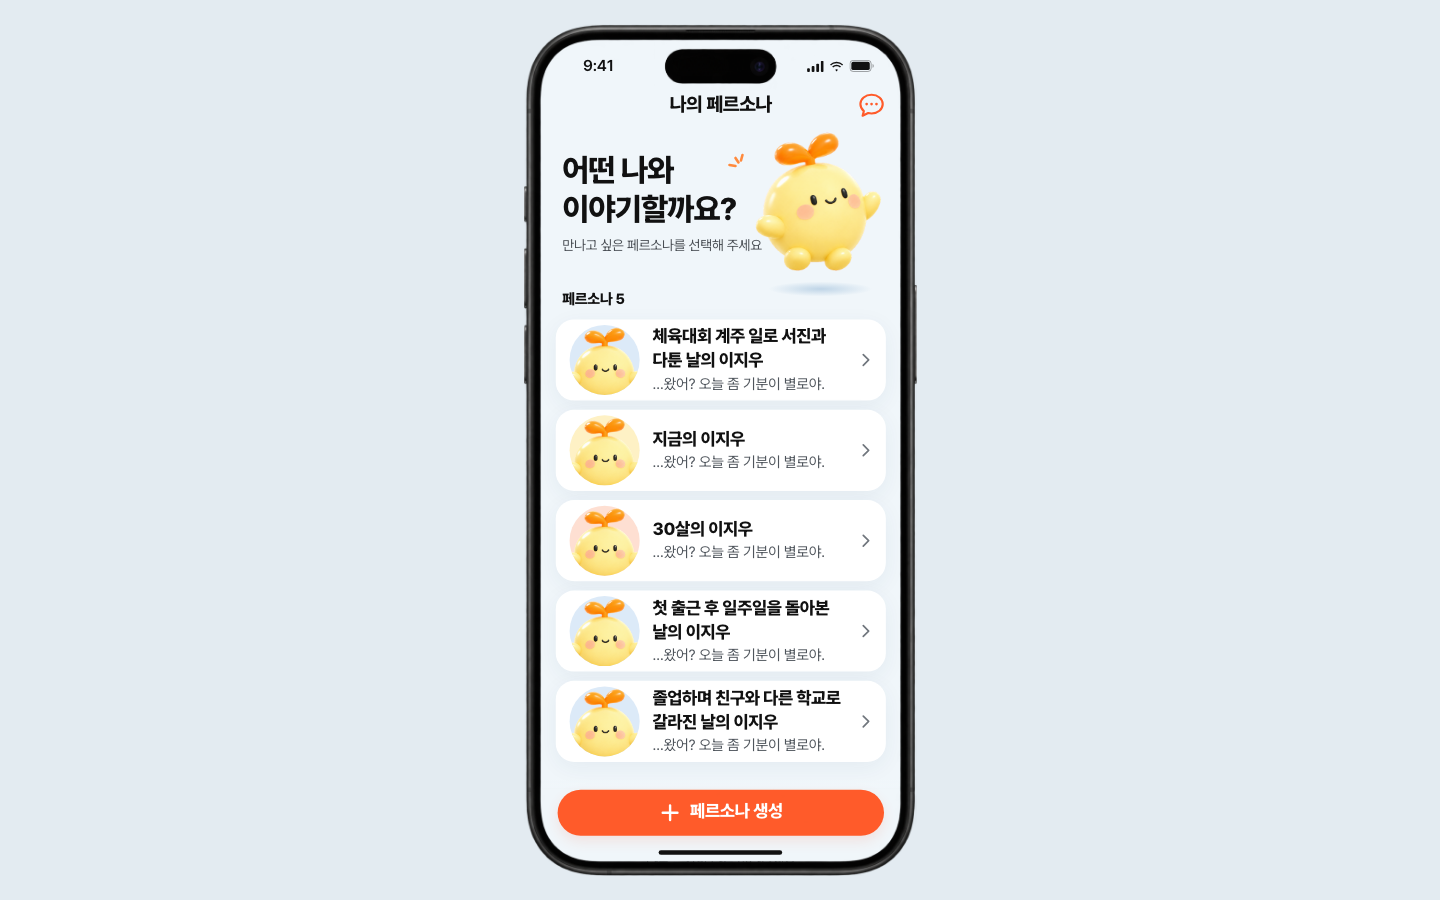 9:41
나의 페르소나
어떤 나와
이야기할까요?
만나고 싶은 페르소나를 선택해 주세요
페르소나 5
체육대회 계주 일로 서진과
다툰 날의 이지우
...왔어? 오늘 좀 기분이 별로야.
지금의 이지우
...왔어? 오늘 좀 기분이 별로야.
30살의 이지우
...왔어? 오늘 좀 기분이 별로야.
첫 출근 후 일주일을 돌아본
날의 이지우
...왔어? 오늘 좀 기분이 별로야.
졸업하며 친구와 다른 학교로
갈라진 날의 이지우
...왔어? 오늘 좀 기분이 별로야.
페르소나 생성